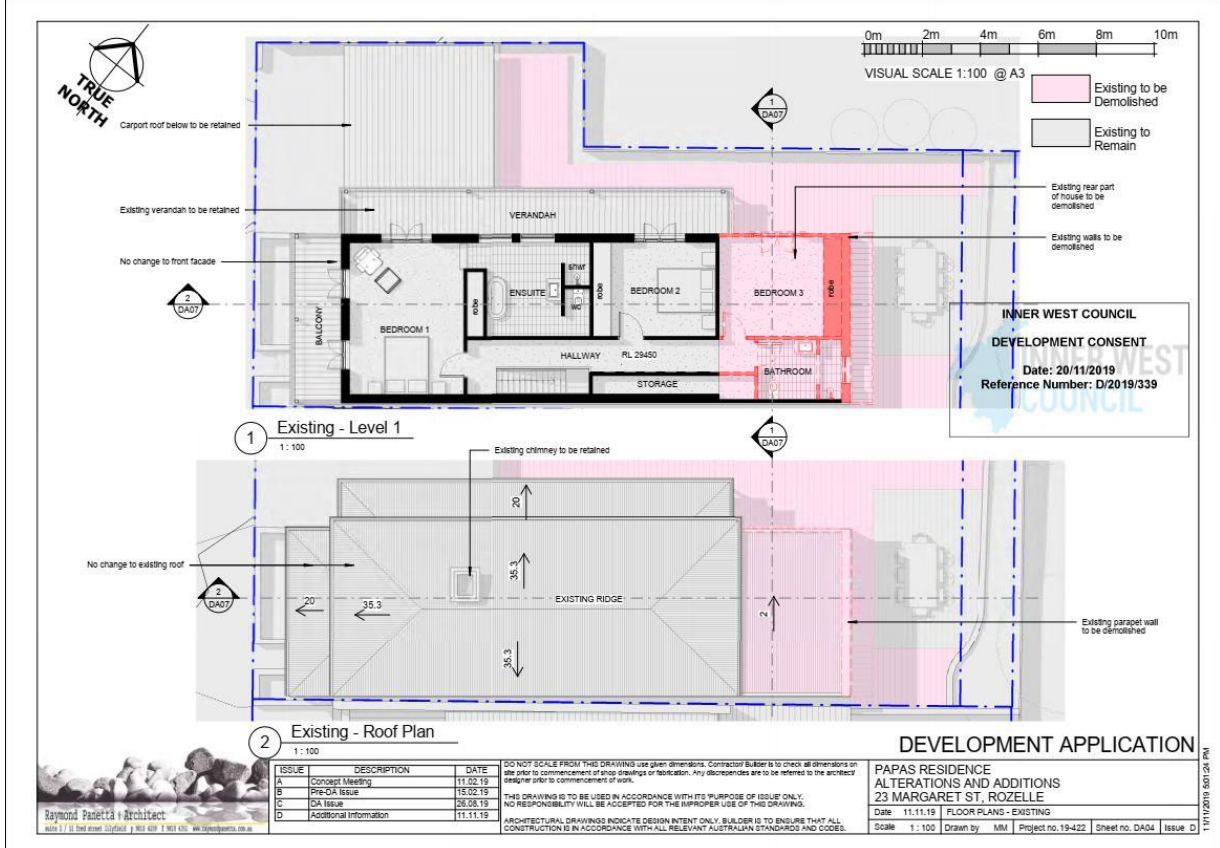 TRUE
NORTH
0m 2m 4m 6m 8m 10m
VISUAL SCALE 1:100 @ A3
Existing to be
Demolished
Existing to
Remain
1
DA07
Carport roof below to be retained
Existing verandah to be retained
No change to front facade
2
DA07
Existing rear part
of house to be
demolished
Existing walls to be
demolished
VERANDAH
BALCONY
BEDROOM 1
robe
ENSUITE
shwr
wc
robe
BEDROOM 2
BEDROOM 3
robe
HALLWAY RL 29450
STORAGE
BATHROOM
INNER WEST COUNCIL
DEVELOPMENT CONSENT
Date: 20/11/2019
Reference Number: D/2019/339
INNER WEST
COUNCIL
1 Existing - Level 1
1 : 100
1
DA07
Existing chimney to be retained
No change to existing roof
2
DA07
20
20
35.3
35.3
35.3
EXISTING RIDGE
2
Existing parapet wall
to be demolished
2 Existing - Roof Plan
1 : 100
DEVELOPMENT APPLICATION
Raymond Panetta Architect
ISSUE DESCRIPTION DATE
A Concept Meeting 11.02.19
B Pre-DA Issue 15.02.19
C DA Issue 26.08.19
D Additional Information 11.11.19
DO NOT SCALE FROM THIS DRAWING use given dimensions. Contractor/ Builder is to check all dimensions on
site prior to commencement of shop drawings or fabrication. Any discrepencies are to be referred to the architect/
designer prior to commencement of work.
THIS DRAWING IS TO BE USED IN ACCORDANCE WITH ITS 'PURPOSE OF ISSUE' ONLY.
NO RESPONSIBILITY WILL BE ACCEPTED FOR THE IMPROPER USE OF THIS DRAWING.
ARCHITECTURAL DRAWINGS INDICATE DESIGN INTENT ONLY. BUILDER IS TO ENSURE THAT ALL
CONSTRUCTION IS IN ACCORDANCE WITH ALL RELEVANT AUSTRALIAN STANDARDS AND CODES.
PAPAS RESIDENCE
ALTERATIONS AND ADDITIONS
23 MARGARET ST, ROZELLE
Date 11.11.19 FLOOR PLANS - EXISTING
Scale 1 : 100 Drawn by MM Project no. 19-422 Sheet no. DA04 Issue D
11/11/2019 5:01:24 PM